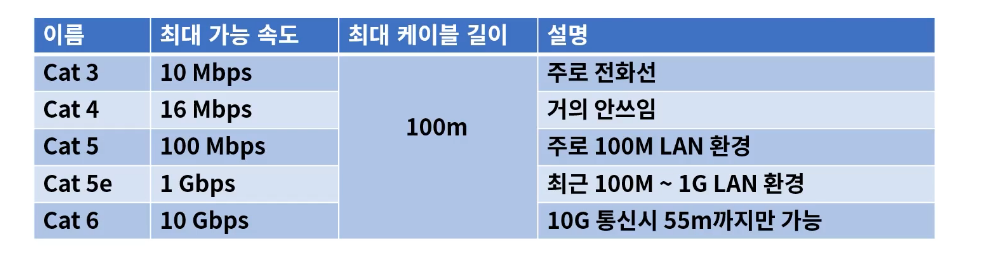 이름 최대 가능 속도 최대 케이블 길이 설명
Cat 3 10 Mbps 주로 전화선
Cat 4 16 Mbps 거의 안쓰임
100m
Cat 5 100 Mbps 주로 100M LAN 환경
Cat 5e 1 Gbps 최근 100M ~ 1G LAN 환경
Cat 6 10 Gbps 10G 통신시 55m까지만 가능